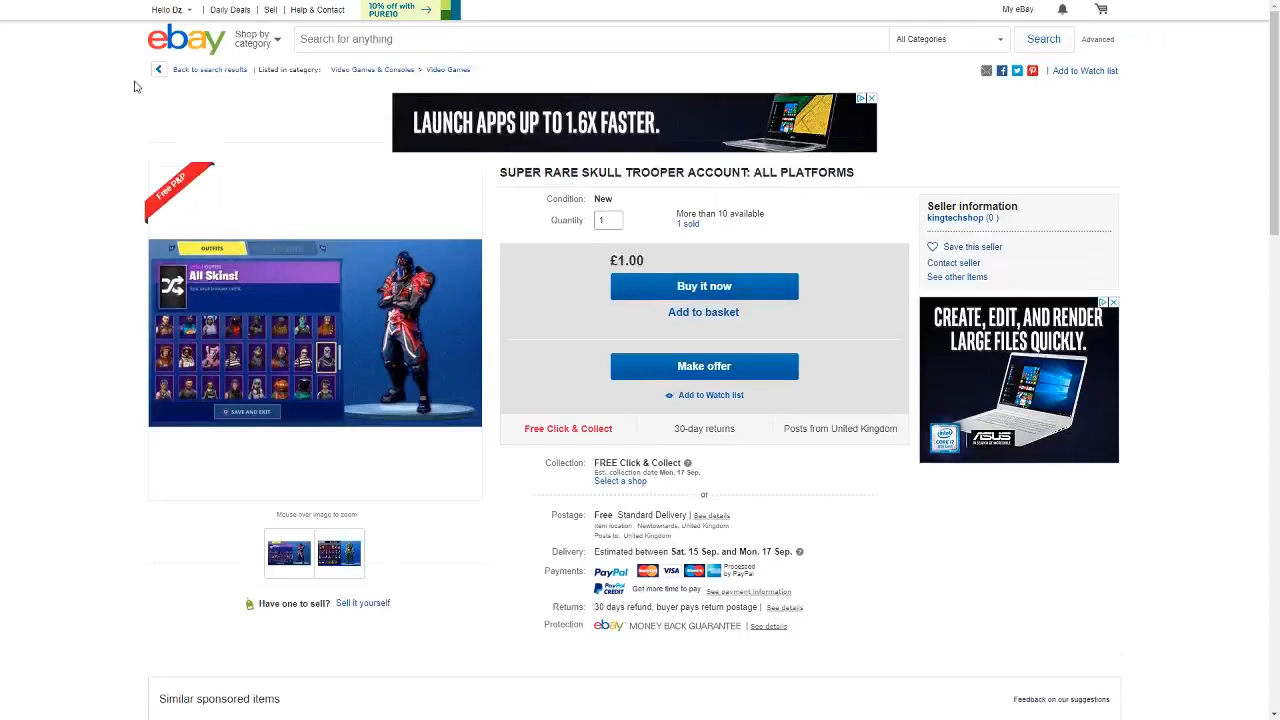 Hello Dz.
Daily Deals
Sell
Help & Contact
10% off with
PURE10
My eBay
ebay
Shop by
category
Search for anything
All Categories
Search
Advanced
Back to search results
Listed in category:
Video Games & Consoles > Video Games
Add to Watch list
LAUNCH APPS UP TO 1.6X FASTER.
Free P&P
SUPER RARE SKULL TROOPER ACCOUNT: ALL PLATFORMS
Condition: New
Quantity: 1
More than 10 available
1 sold
£1.00
Buy it now
Add to basket
Make offer
Add to Watch list
Free Click & Collect
30-day returns
Posts from United Kingdom
Seller information
kingtechshop (0 )
Save this seller
Contact seller
See other items
CREATE, EDIT, AND RENDER
LARGE FILES QUICKLY.
intel
CORE i7
ASUS
OUTFITS
All Skins!
SAVE AND EXIT
Mouse over image to zoom
Have one to sell? Sell it yourself
Collection: FREE Click & Collect
Est. collection date Mon. 17 Sep.
Select a shop
or
Postage: Free Standard Delivery | See details
Item location: Newtownards, United Kingdom
Posts to: United Kingdom
Delivery: Estimated between Sat. 15 Sep. and Mon. 17 Sep.
Payments: PayPal MasterCard VISA
Processed
by PayPal
PayPal
CREDIT
Get more time to pay See payment information
Returns: 30 days refund, buyer pays return postage | See details
Protection ebay MONEY BACK GUARANTEE | See details
Similar sponsored items
Feedback on our suggestions